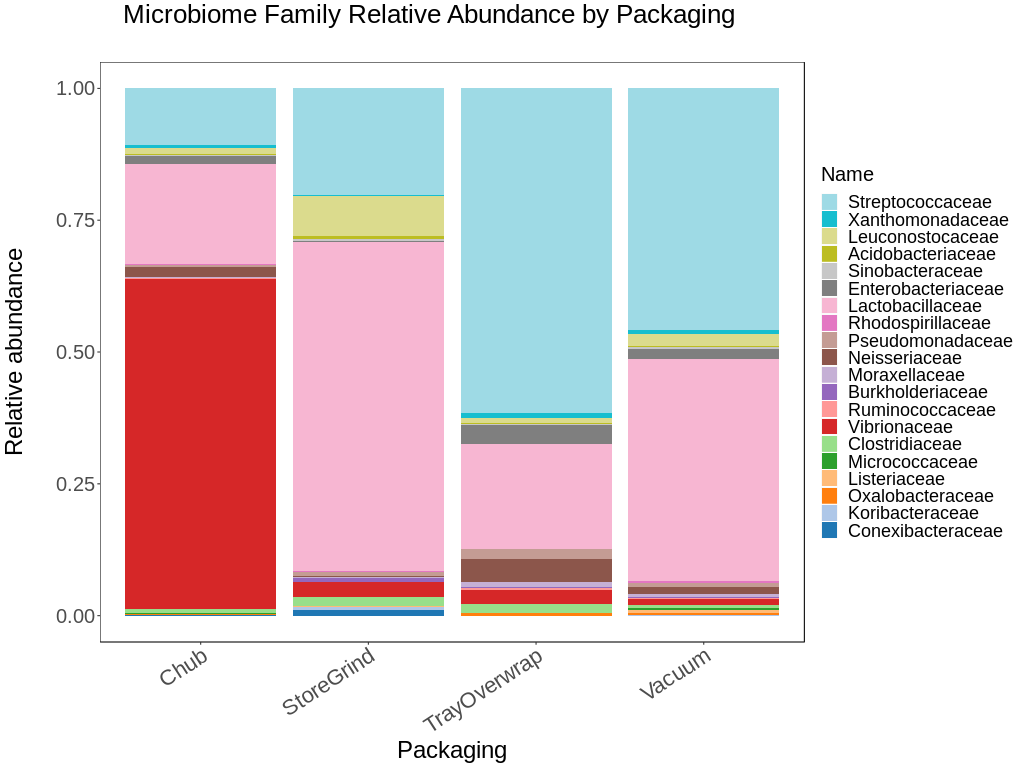 Microbiome Family Relative Abundance by Packaging
Relative abundance
1.00
0.75
0.50
0.25
0.00
Chub
StoreGrind
TrayOverwrap
Vacuum
Packaging
Name
Streptococcaceae
Xanthomonadaceae
Leuconostocaceae
Acidobacteriaceae
Sinobacteraceae
Enterobacteriaceae
Lactobacillaceae
Rhodospirillaceae
Pseudomonadaceae
Neisseriaceae
Moraxellaceae
Burkholderiaceae
Ruminococcaceae
Vibrionaceae
Clostridiaceae
Micrococcaceae
Listeriaceae
Oxalobacteraceae
Koribacteraceae
Conexibacteraceae